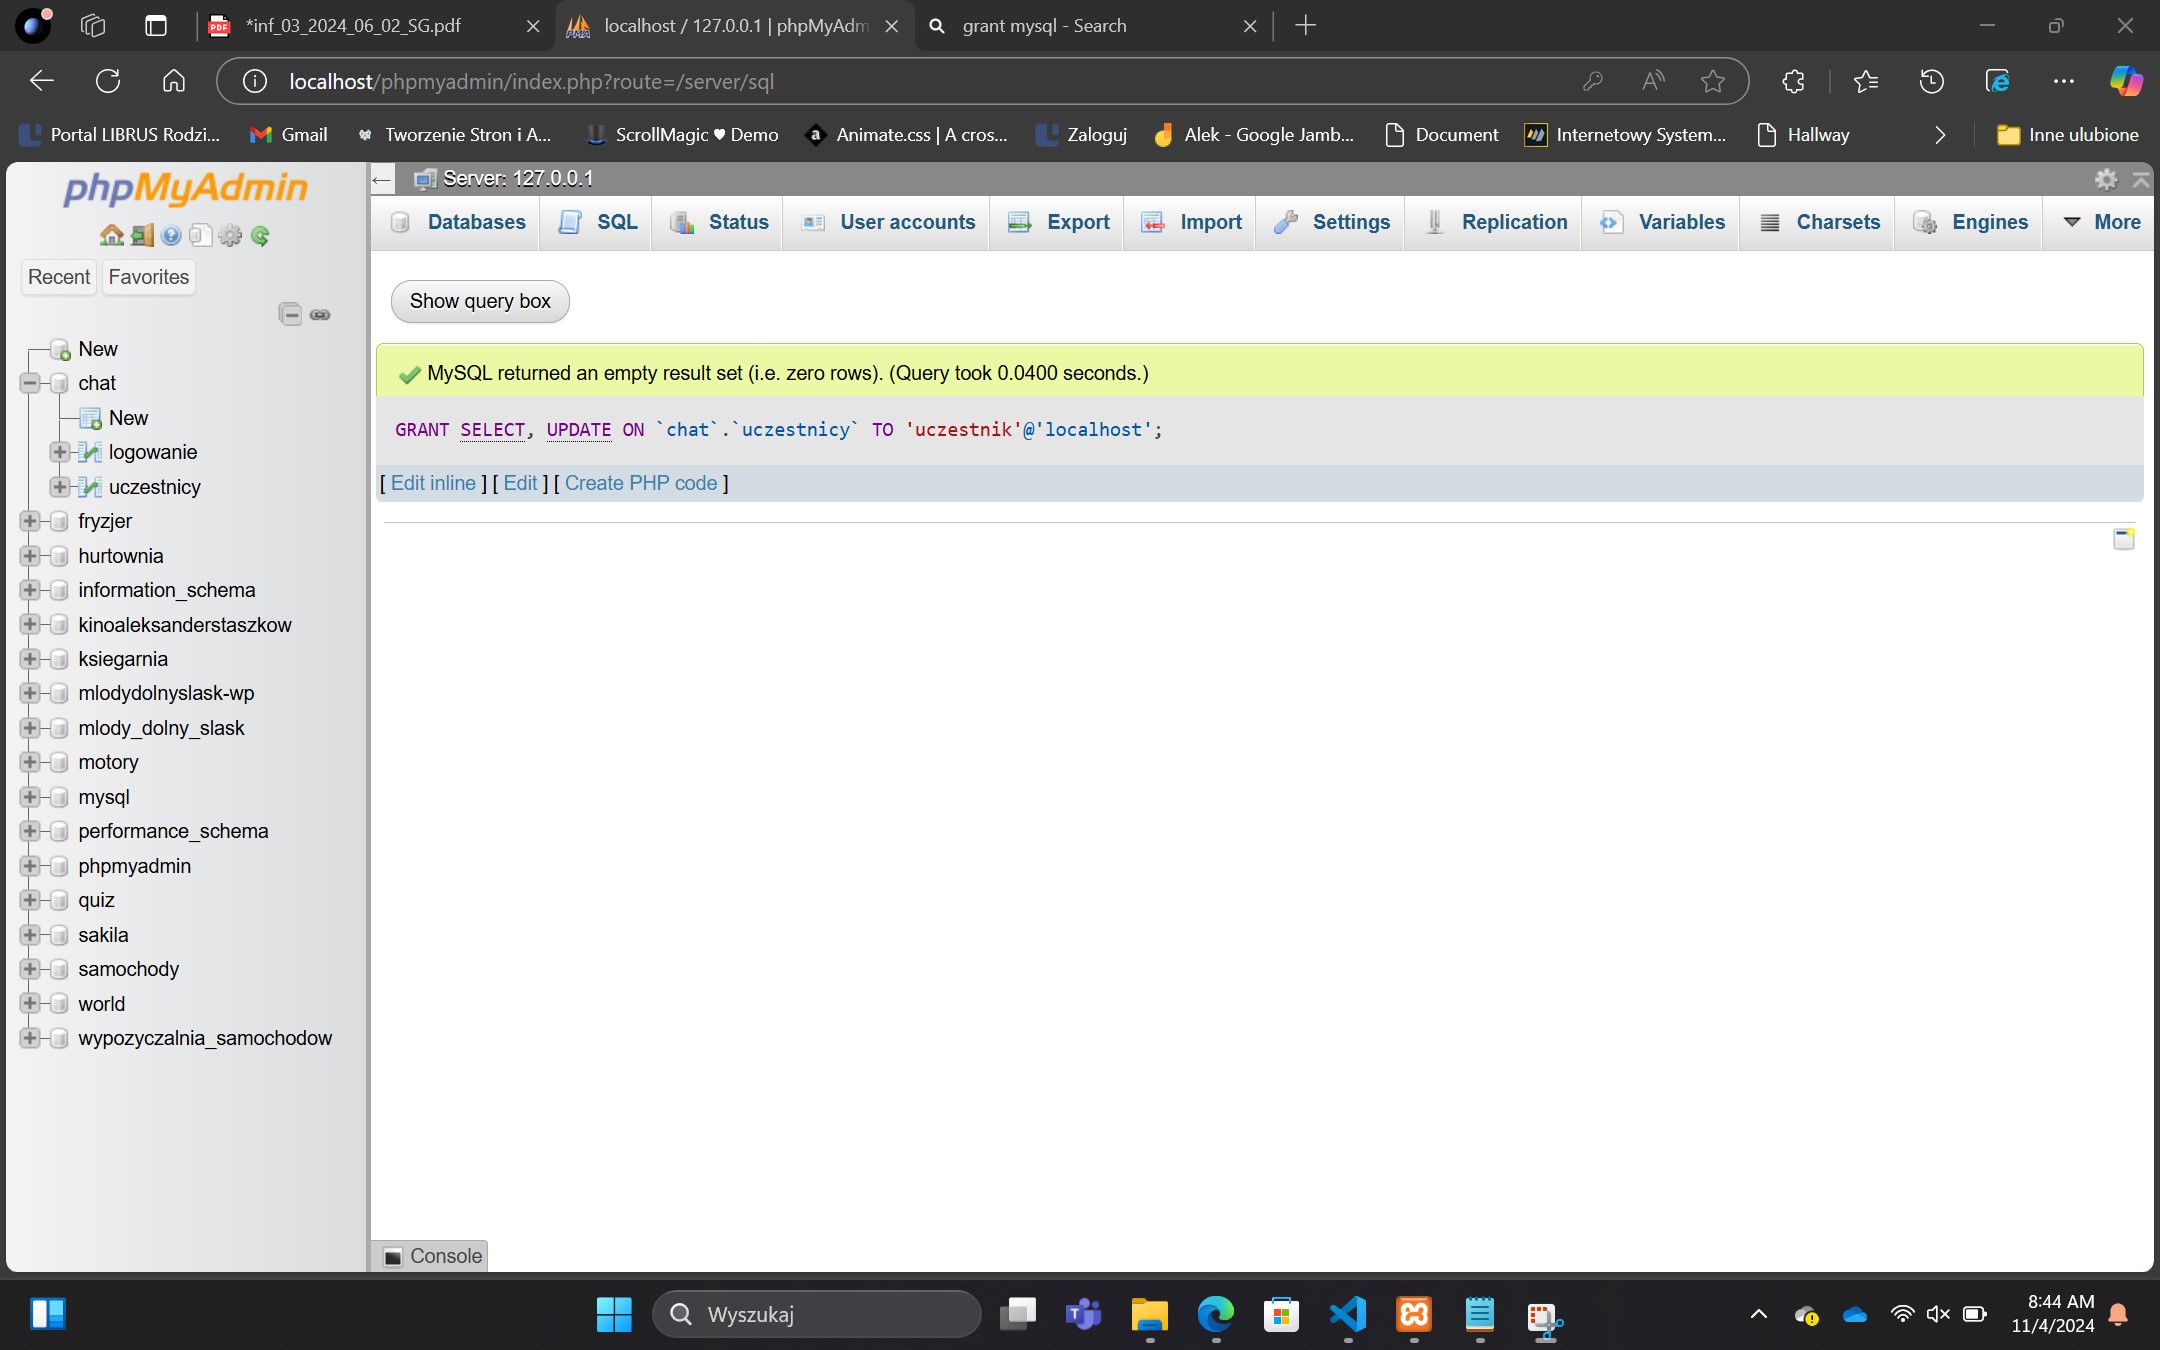 *inf_03_2024_06_02_SG.pdf
localhost / 127.0.0.1 | phpMyAdm
grant mysql - Search
localhost/phpmyadmin/index.php?route=/server/sql
Portal LIBRUS Rodzi...
Gmail
Tworzenie Stron i A...
ScrollMagic ♥ Demo
Animate.css | A cros...
Zaloguj
Alek - Google Jamb...
Document
Internetowy System...
Hallway
Inne ulubione
phpMyAdmin
Recent
Favorites
New
chat
New
logowanie
uczestnicy
fryzjer
hurtownia
information_schema
kinoaleksanderstaszkow
ksiegarnia
mlodydolnyslask-wp
mlody_dolny_slask
motory
mysql
performance_schema
phpmyadmin
quiz
sakila
samochody
world
wypozyczalnia_samochodow
Server: 127.0.0.1
Databases
SQL
Status
User accounts
Export
Import
Settings
Replication
Variables
Charsets
Engines
More
Show query box
MySQL returned an empty result set (i.e. zero rows). (Query took 0.0400 seconds.)
GRANT SELECT, UPDATE ON `chat`.`uczestnicy` TO 'uczestnik'@'localhost';
[ Edit inline ] [ Edit ] [ Create PHP code ]
Console
Wyszukaj
8:44 AM
11/4/2024